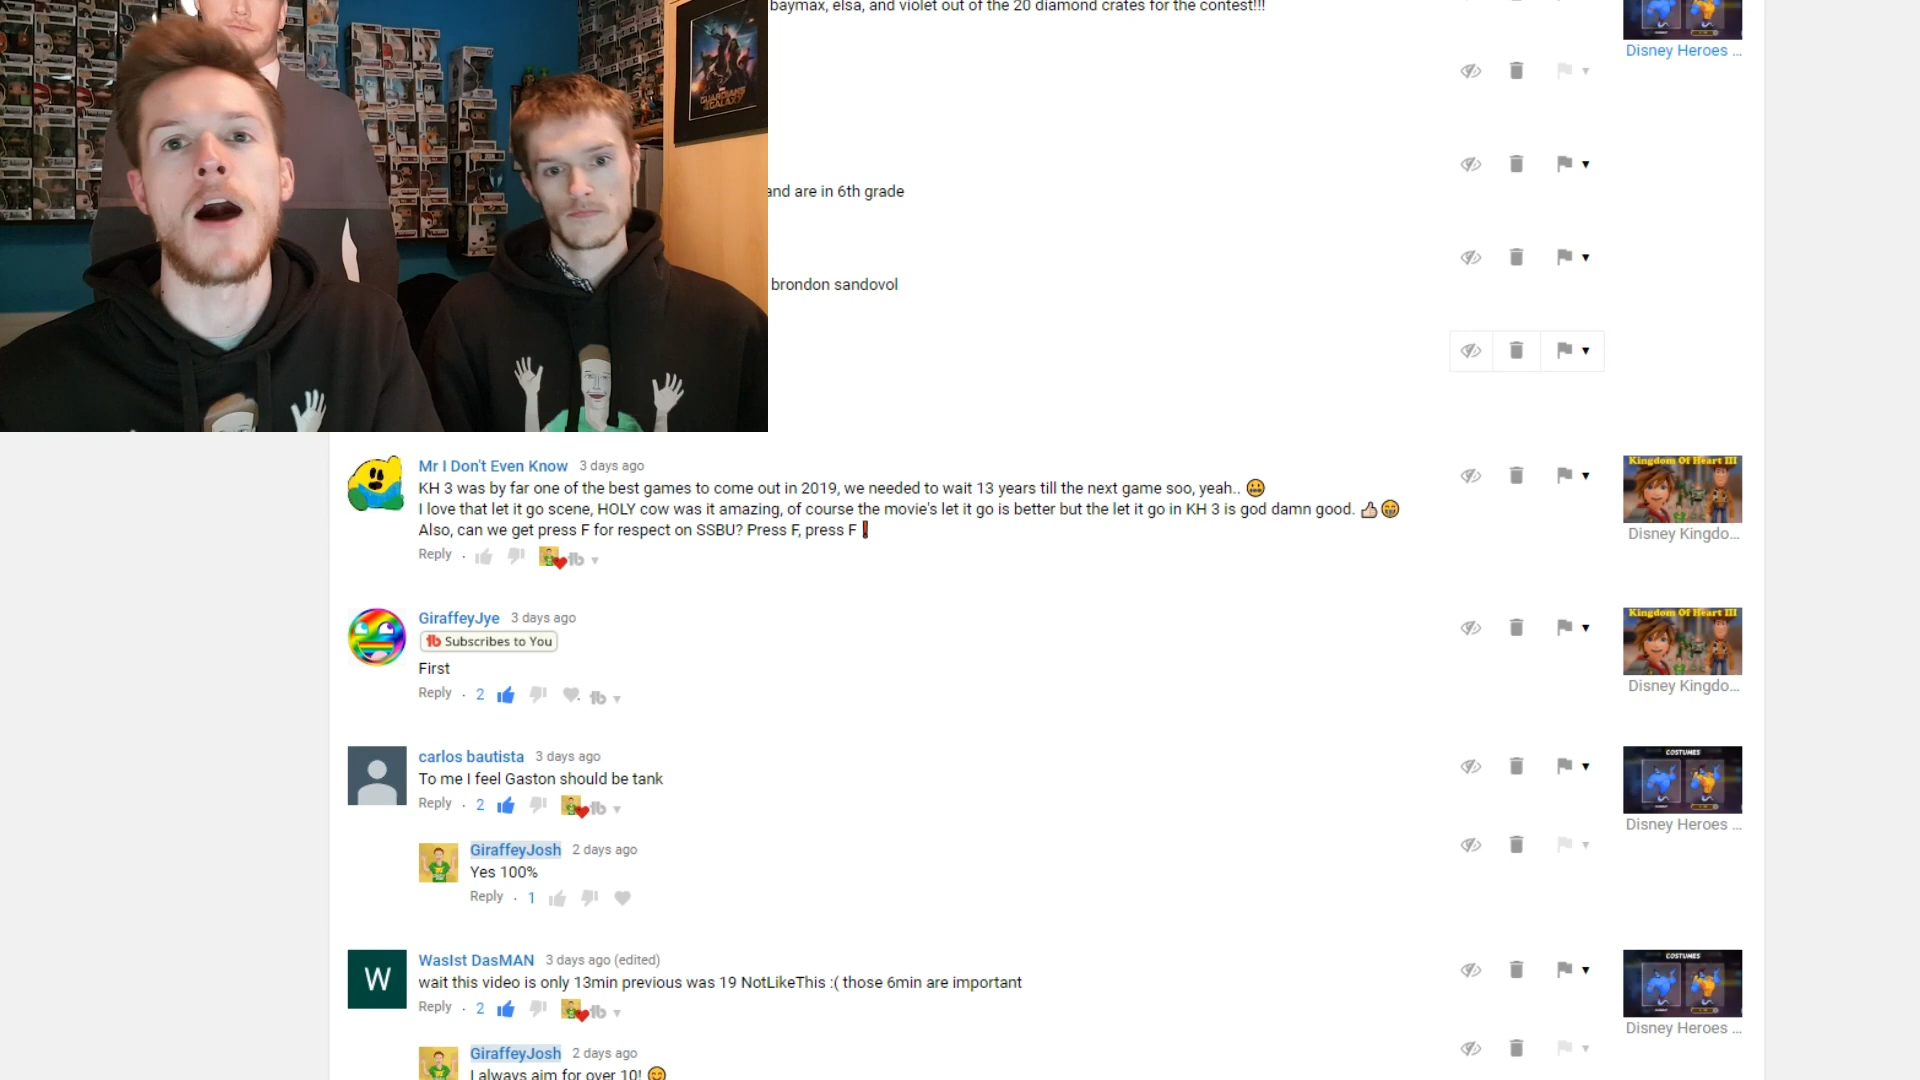 baymax, elsa, and violet out of the 20 diamond crates for the contest!!!
Disney Heroes ...
GUARDIANS
OF THE
GALAXY
and are in 6th grade
brondon sandovol
Mr I Don't Even Know 3 days ago
KH 3 was by far one of the best games to come out in 2019, we needed to wait 13 years till the next game soo, yeah..
I love that let it go scene, HOLY cow was it amazing, of course the movie's let it go is better but the let it go in KH 3 is god damn good.
Also, can we get press F for respect on SSBU? Press F, press F❗
Reply .
Kingdom Of Heart III
Disney Kingdo...
GiraffeyJye 3 days ago
Subscribes to You
First
Reply . 2
Kingdom Of Heart III
Disney Kingdo...
carlos bautista 3 days ago
To me I feel Gaston should be tank
Reply . 2
COSTUMES
Disney Heroes ...
GiraffeyJosh 2 days ago
Yes 100%
Reply . 1
W
WasIst DasMAN 3 days ago (edited)
wait this video is only 13min previous was 19 NotLikeThis :( those 6min are important
Reply . 2
COSTUMES
Disney Heroes ...
GiraffeyJosh 2 days ago
I always aim for over 10!